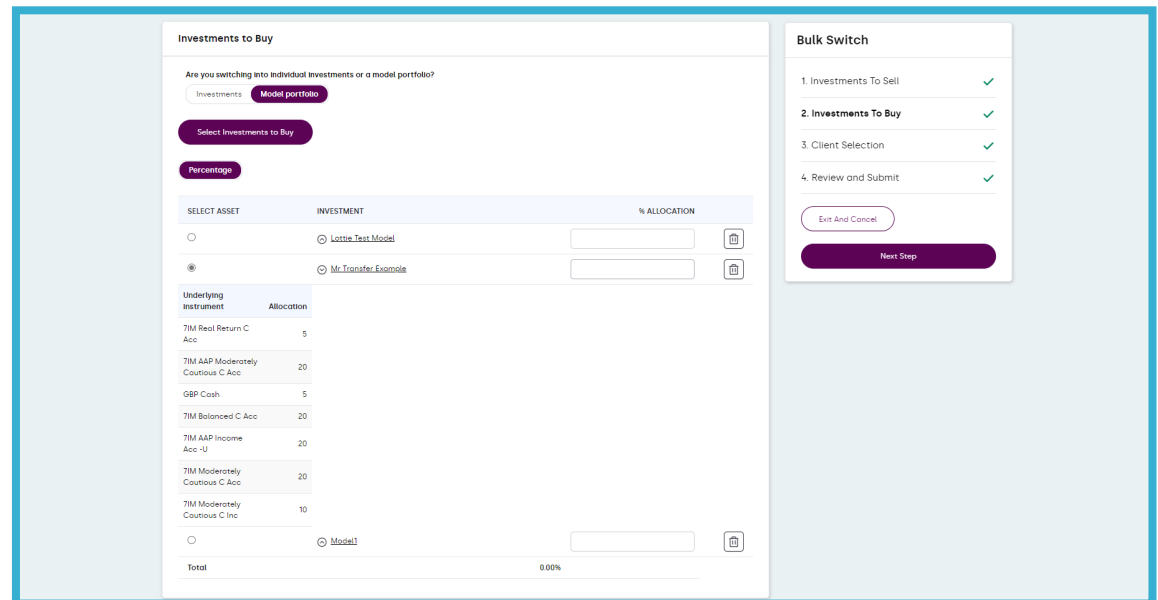 Investments to Buy
Are you switching into individual investments or a model portfolio?
Investments Model portfolio
Select Investments to Buy
Percentage
SELECT ASSET INVESTMENT % ALLOCATION
Lottie Test Model
Mr Transfer Example
Underlying
instrument Allocation
7IM Real Return C
Acc 5
7IM AAP Moderately
Cautious C Acc 20
GBP Cash 5
7IM Balanced C Acc 20
7IM AAP Income
Acc -U 20
7IM Moderately
Cautious C Acc 20
7IM Moderately
Cautious C Inc 10
Model1
Total 0.00%
Bulk Switch
1. Investments To Sell
2. Investments To Buy
3. Client Selection
4. Review and Submit
Exit And Cancel
Next Step